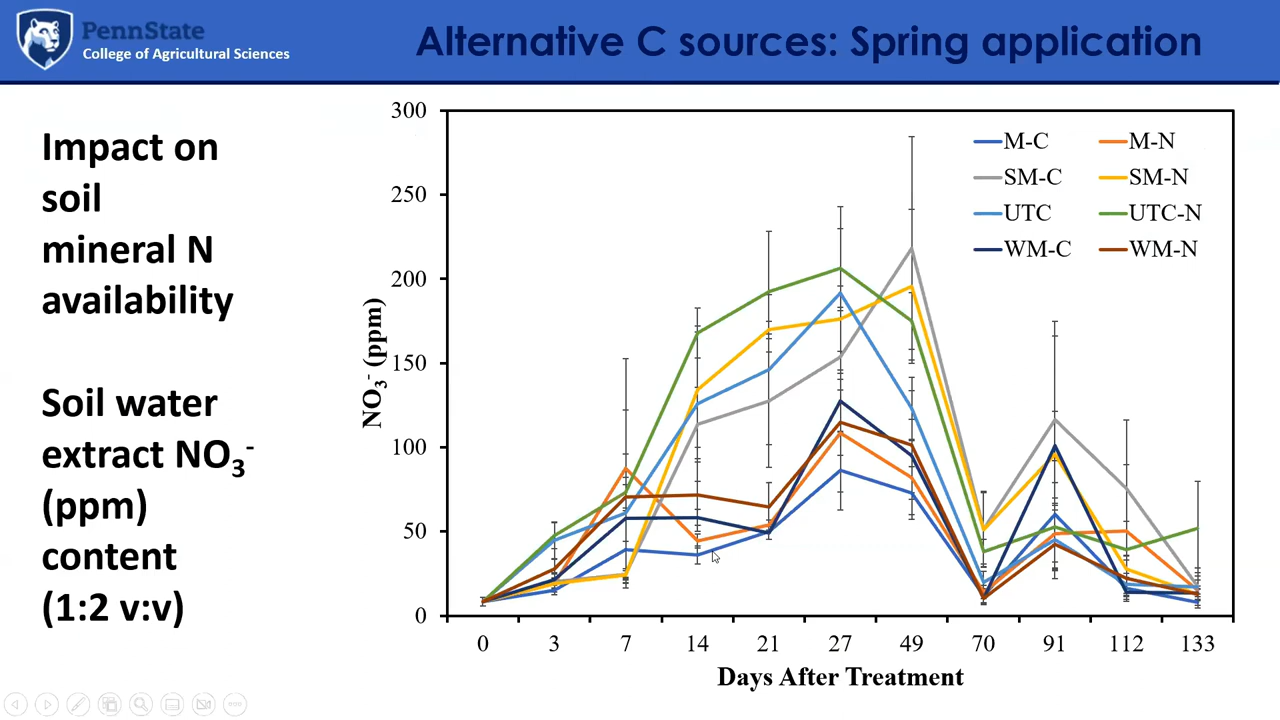 PennState
College of Agricultural Sciences
Alternative C sources: Spring application
Impact on
soil
mineral N
availability
Soil water
extract NO₃⁻
(ppm)
content
(1:2 v:v)
NO₃⁻ (ppm)
300
250
200
150
100
50
0
M-C M-N
SM-C SM-N
UTC UTC-N
WM-C WM-N
0 3 7 14 21 27 49 70 91 112 133
Days After Treatment